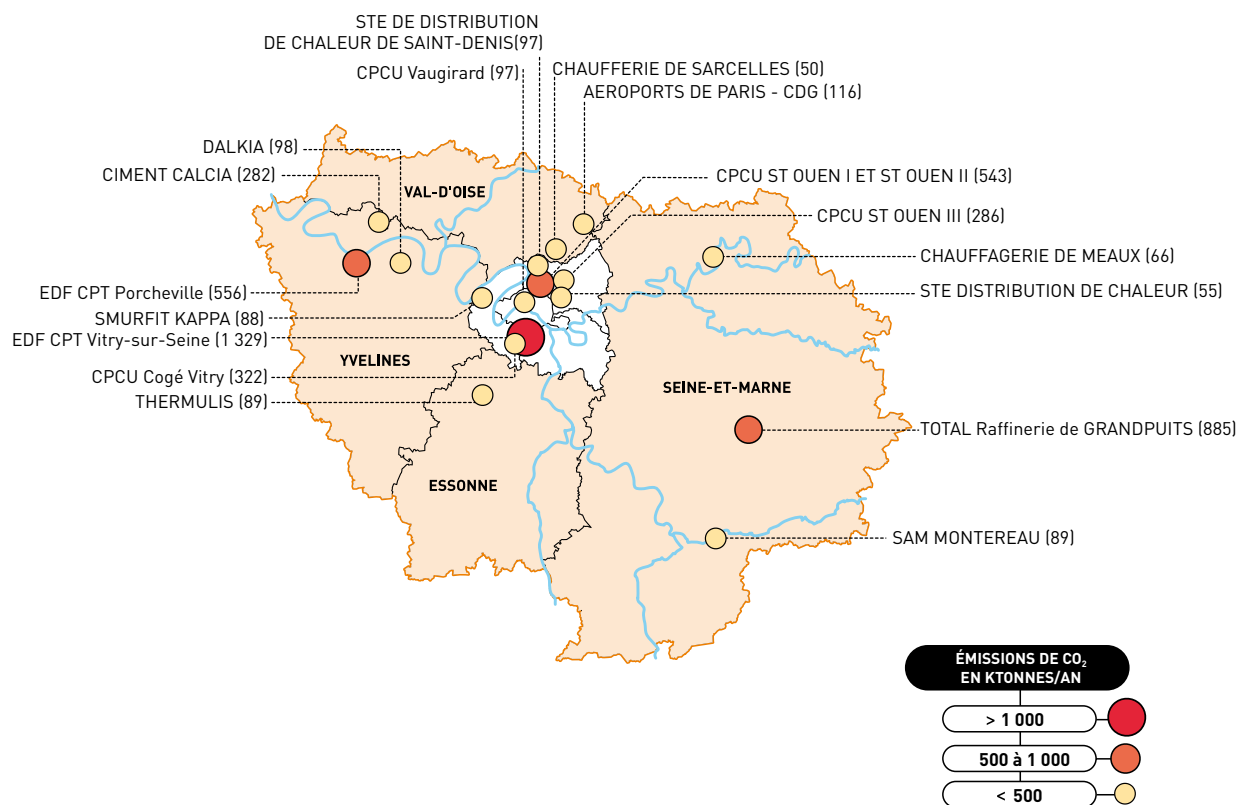 STE DE DISTRIBUTION
DE CHALEUR DE SAINT-DENIS(97)
CPCU Vaugirard (97)
CHAUFFERIE DE SARCELLES (50)
AEROPORTS DE PARIS - CDG (116)
DALKIA (98)
CIMENT CALCIA (282)
VAL-D'OISE
CPCU ST OUEN I ET ST OUEN II (543)
CPCU ST OUEN III (286)
CHAUFFAGERIE DE MEAUX (66)
EDF CPT Porcheville (556)
STE DISTRIBUTION DE CHALEUR (55)
SMURFIT KAPPA (88)
EDF CPT Vitry-sur-Seine (1 329)
YVELINES
CPCU Cogé Vitry (322)
SEINE-ET-MARNE
THERMULIS (89)
TOTAL Raffinerie de GRANDPUITS (885)
ESSONNE
SAM MONTEREAU (89)
ÉMISSIONS DE CO₂
EN KTONNES/AN
> 1 000
500 à 1 000
< 500